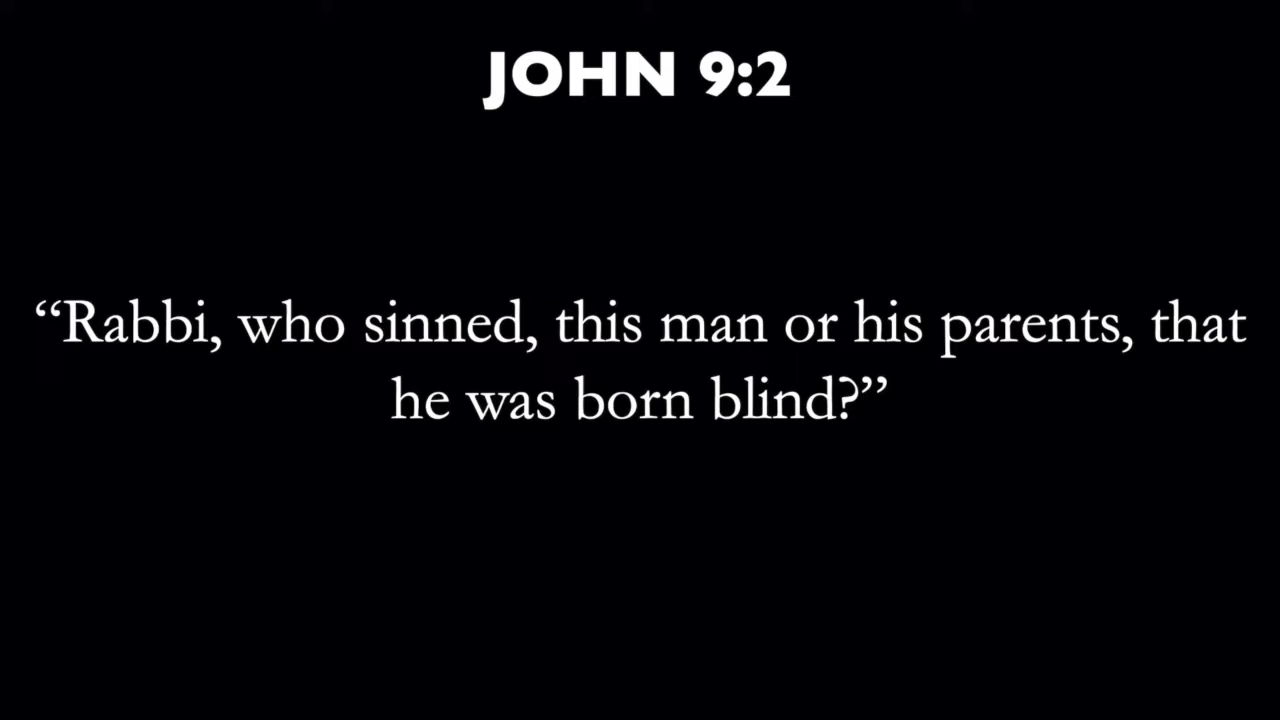 JOHN 9:2
“Rabbi, who sinned, this man or his parents, that
he was born blind?”